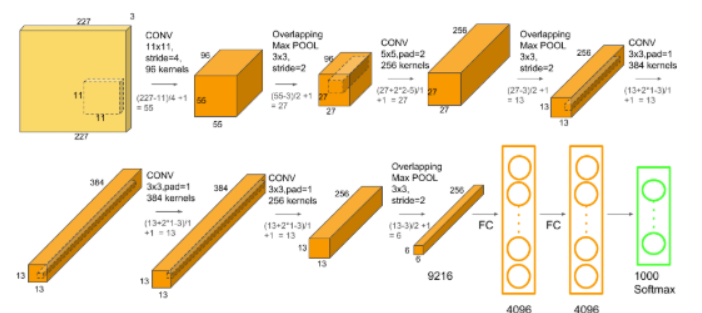 227
3
CONV
11x11,
stride=4,
96 kernels
(227-11)/4 +1
= 55
11
11
227
96
55
55
Overlapping
Max POOL
3x3,
stride=2
(55-3)/2 +1
= 27
96
27
27
CONV
5x5,pad=2
256 kernels
(27+2*2-5)/1
+1 = 27
256
27
27
Overlapping
Max POOL
3x3,
stride=2
(27-3)/2 +1
= 13
256
13
13
CONV
3x3,pad=1
384 kernels
(13+2*1-3)/1
+1 = 13
384
13
13
CONV
3x3,pad=1
384 kernels
(13+2*1-3)/1
+1 = 13
384
13
13
CONV
3x3,pad=1
256 kernels
(13+2*1-3)/1
+1 = 13
256
13
13
Overlapping
Max POOL
3x3,
stride=2
(13-3)/2 +1
= 6
256
6
6
9216
FC
4096
FC
4096
1000
Softmax